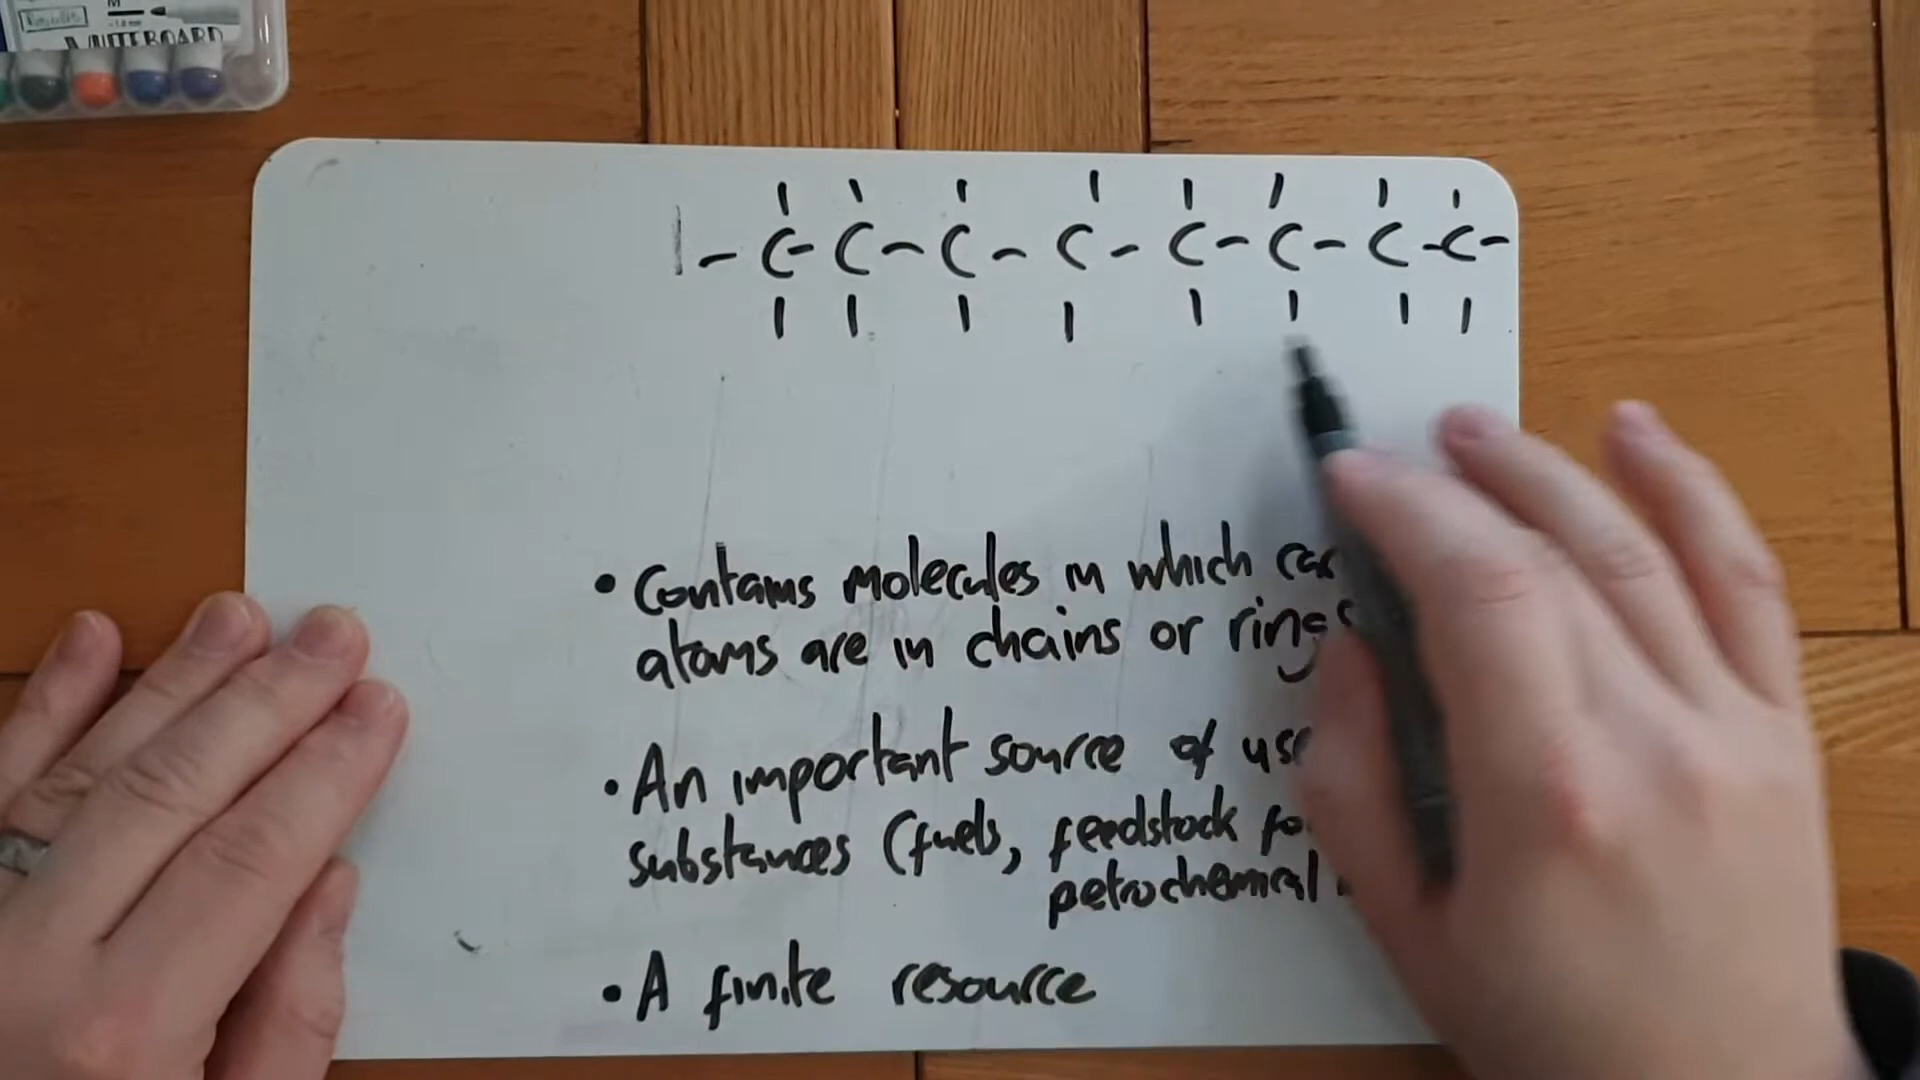 WHITEBOARD
C C C C C C C C
• Contains molecules in which
atoms are in chains or rings
• An important source of
substances (fuels, feedstock
petrochemical
• A finite resource